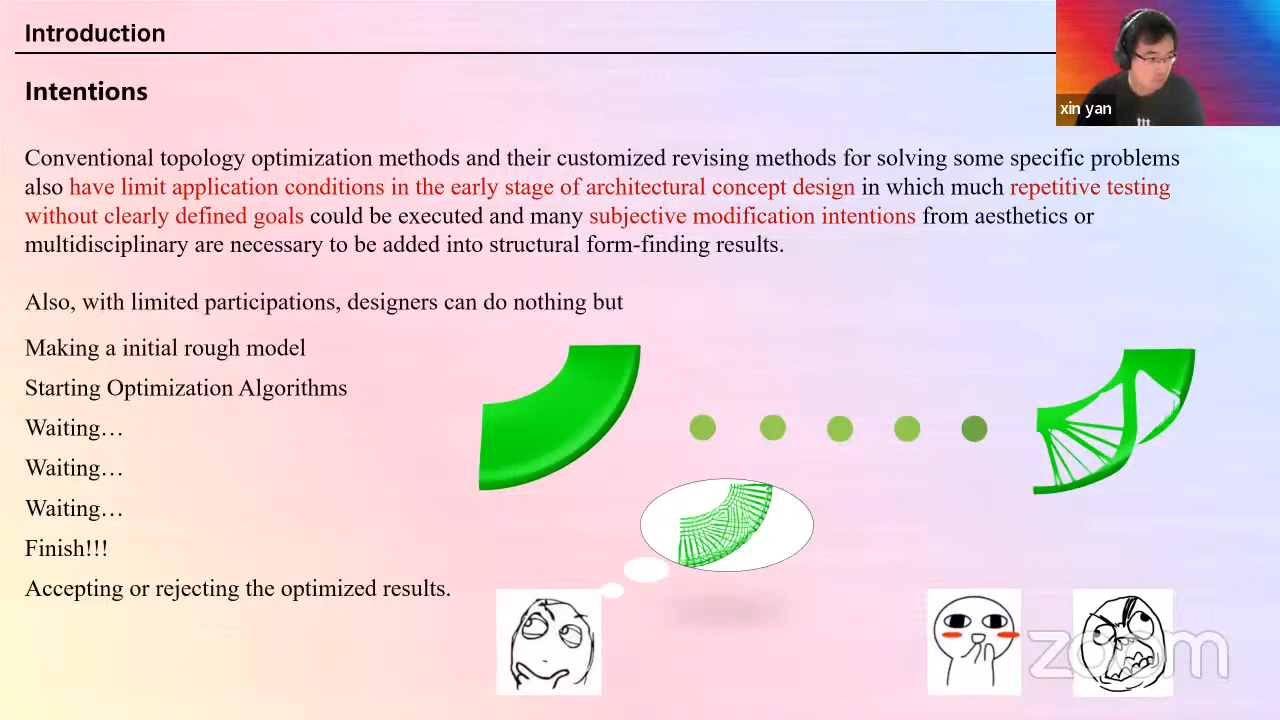 Introduction
xin yan
Intentions
Conventional topology optimization methods and their customized revising methods for solving some specific problems
also have limit application conditions in the early stage of architectural concept design in which much repetitive testing
without clearly defined goals could be executed and many subjective modification intentions from aesthetics or
multidisciplinary are necessary to be added into structural form-finding results.
Also, with limited participations, designers can do nothing but
Making a initial rough model
Starting Optimization Algorithms
Waiting…
Waiting…
Waiting…
Finish!!!
Accepting or rejecting the optimized results.
zoom